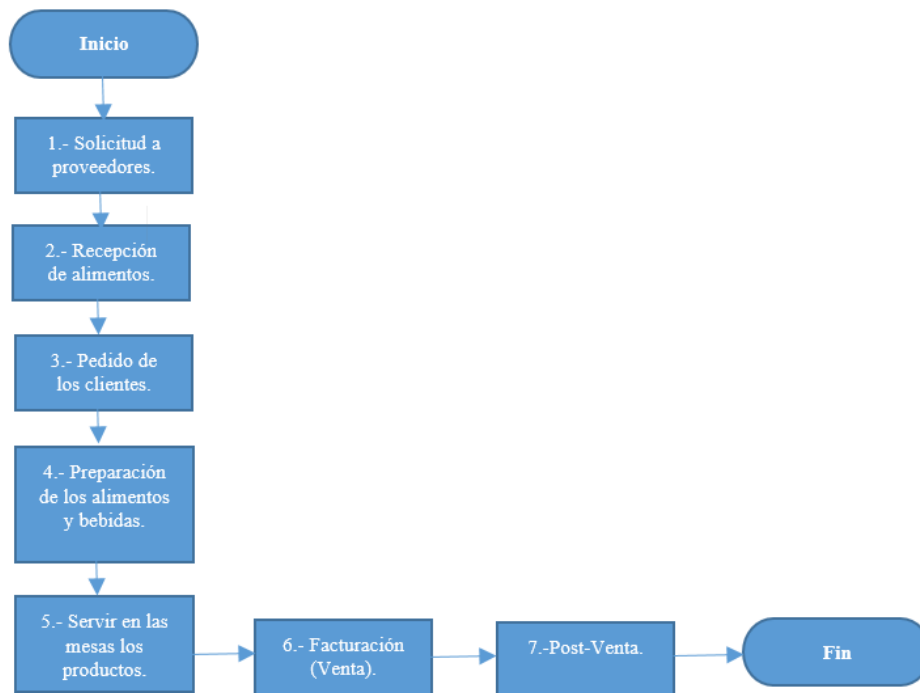 Inicio
1.- Solicitud a
proveedores.
2.- Recepción
de alimentos.
3.- Pedido de
los clientes.
4.- Preparación
de los alimentos
y bebidas.
5.- Servir en las
mesas los
productos.
6.- Facturación
(Venta).
7.-Post-Venta.
Fin